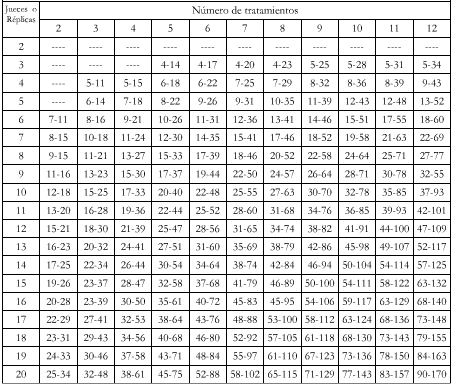 Jueces o Réplicas Número de tratamientos
2 3 4 5 6 7 8 9 10 11 12
2 ---- ---- ---- ---- ---- ---- ---- ---- ---- ---- ----
3 ---- ---- ---- 4-14 4-17 4-20 4-23 5-25 5-28 5-31 5-34
4 ---- 5-11 5-15 6-18 6-22 7-25 7-29 8-32 8-36 8-39 9-43
5 ---- 6-14 7-18 8-22 9-26 9-31 10-35 11-39 12-43 12-48 13-52
6 7-11 8-16 9-21 10-26 11-31 12-36 13-41 14-46 15-51 17-55 18-60
7 8-15 10-18 11-24 12-30 14-35 15-41 17-46 18-52 19-58 21-63 22-69
8 9-15 11-21 13-27 15-33 17-39 18-46 20-52 22-58 24-64 25-71 27-77
9 11-16 13-23 15-30 17-37 19-44 22-50 24-57 26-64 28-71 30-78 32-55
10 12-18 15-25 17-33 20-40 22-48 25-55 27-63 30-70 32-78 35-85 37-93
11 13-20 16-28 19-36 22-44 25-52 28-60 31-68 34-76 36-85 39-93 42-101
12 15-21 18-30 21-39 25-47 28-56 31-65 34-74 38-82 41-91 44-100 47-109
13 16-23 20-32 24-41 27-51 31-60 35-69 38-79 42-86 45-98 49-107 52-117
14 17-25 22-34 26-44 30-54 34-64 38-74 42-84 46-94 50-104 54-114 57-125
15 19-26 23-37 28-47 32-58 37-68 41-79 46-89 50-100 54-111 58-122 63-132
16 20-28 23-39 30-50 35-61 40-72 45-83 45-95 54-106 59-117 63-129 68-140
17 22-29 27-41 32-53 38-64 43-76 48-88 53-100 58-112 63-124 68-136 73-148
18 23-31 29-43 34-56 40-68 46-80 52-92 57-105 61-118 68-130 73-143 79-155
19 24-33 30-46 37-58 43-71 48-84 55-97 61-110 67-123 73-136 78-150 84-163
20 25-34 32-48 38-61 45-75 52-88 58-102 65-115 71-129 77-143 83-157 90-170